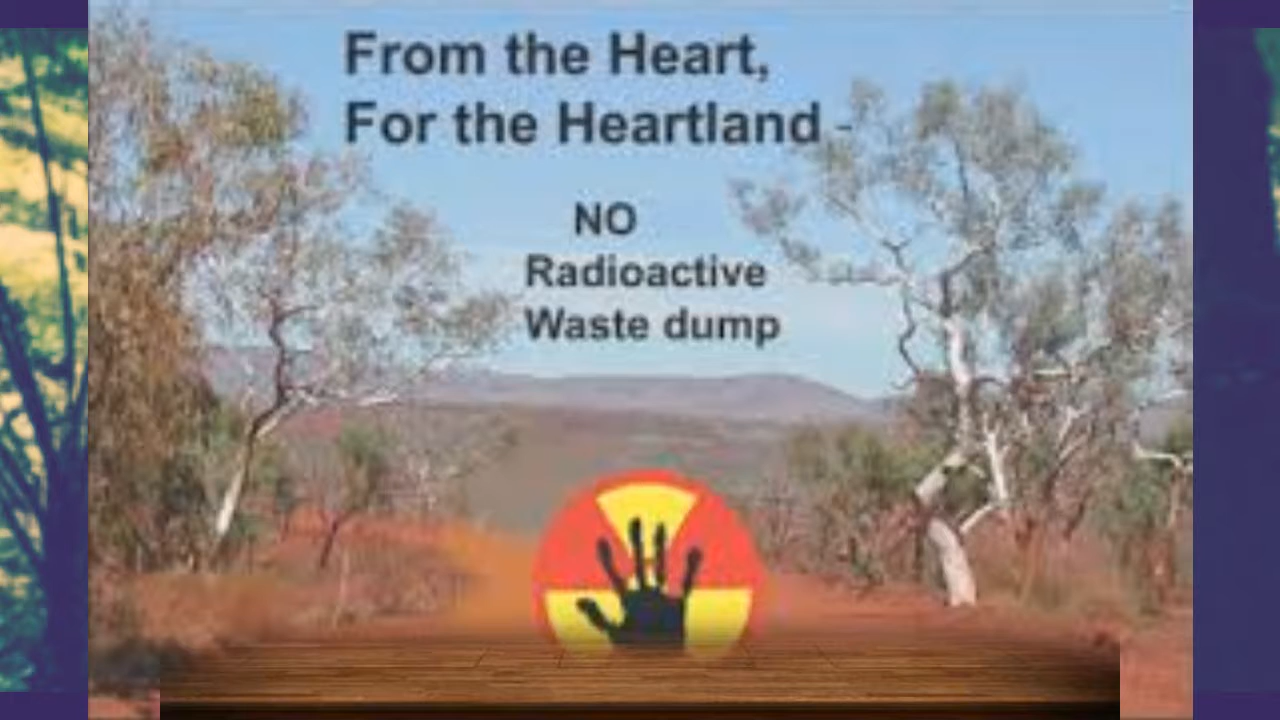 From the Heart,
For the Heartland -
NO
Radioactive
Waste dump